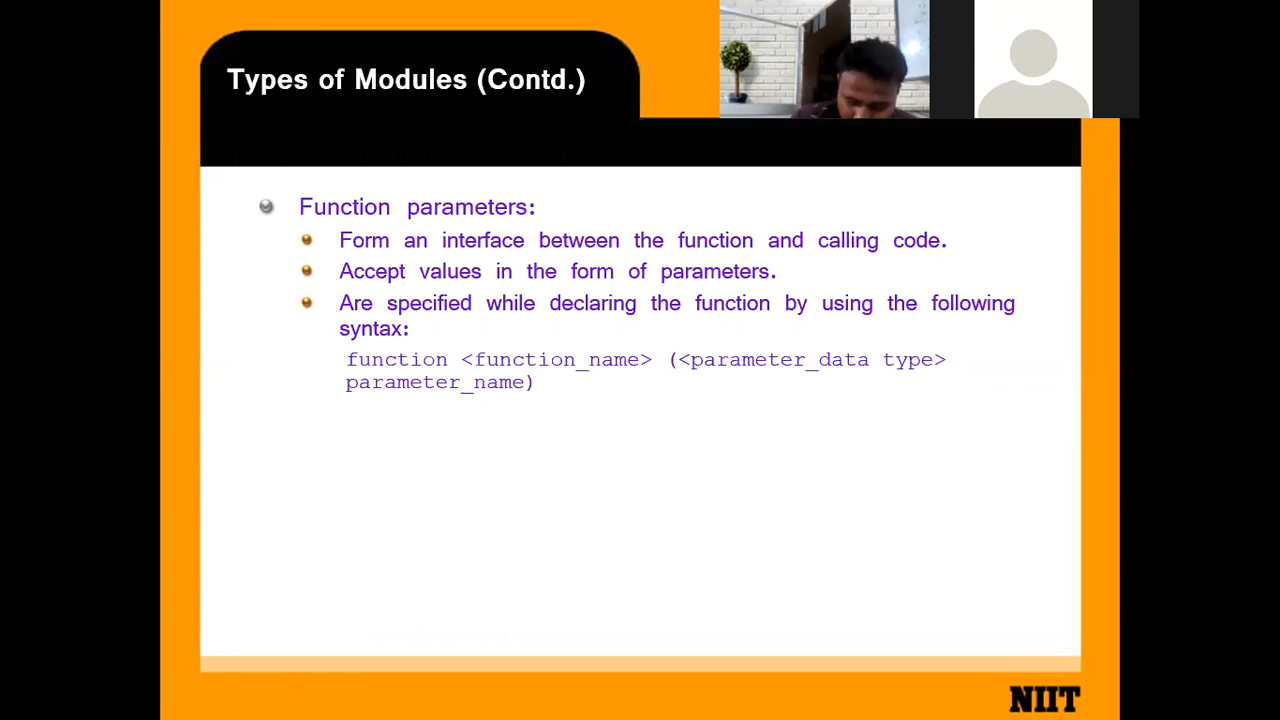 Types of Modules (Contd.)
Function parameters:
Form an interface between the function and calling code.
Accept values in the form of parameters.
Are specified while declaring the function by using the following
syntax:
function <function_name> (<parameter_data type>
parameter_name)
NIIT